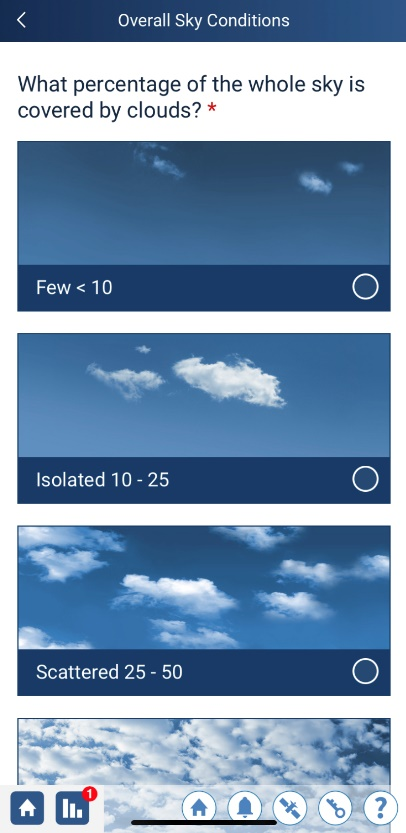 Overall Sky Conditions
What percentage of the whole sky is
covered by clouds? *
Few < 10
Isolated 10 - 25
Scattered 25 - 50
1
?